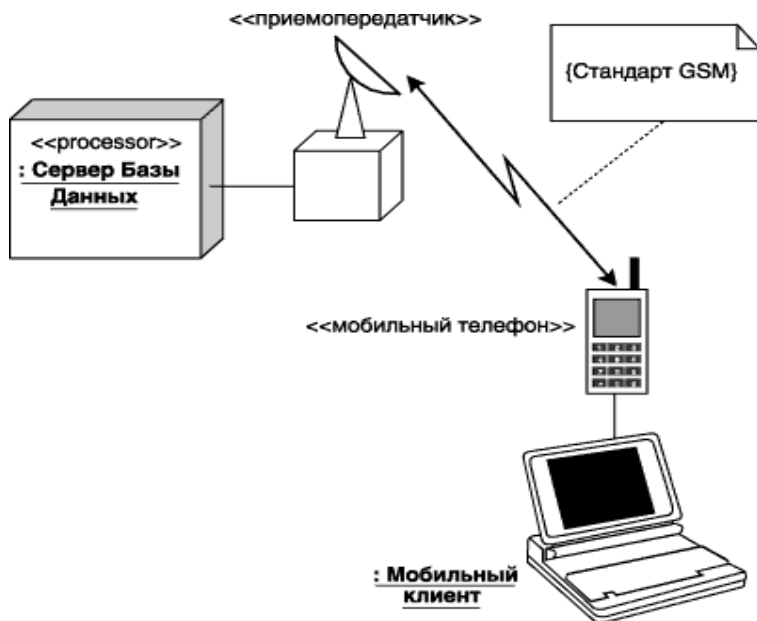 <<приемопередатчик>>
{Стандарт GSM}
<<processor>>
: Сервер Базы
Данных
<<мобильный телефон>>
: Мобильный
клиент